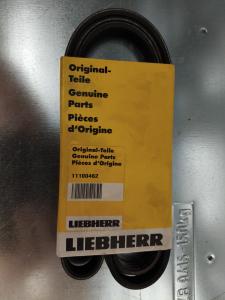 Original-
Teile
Genuine
Parts
Pièces
d'Origine
Original-Teile
Genuine Parts
Pièces d'Origine
11100462
LIEBHERR
LIEBHERR